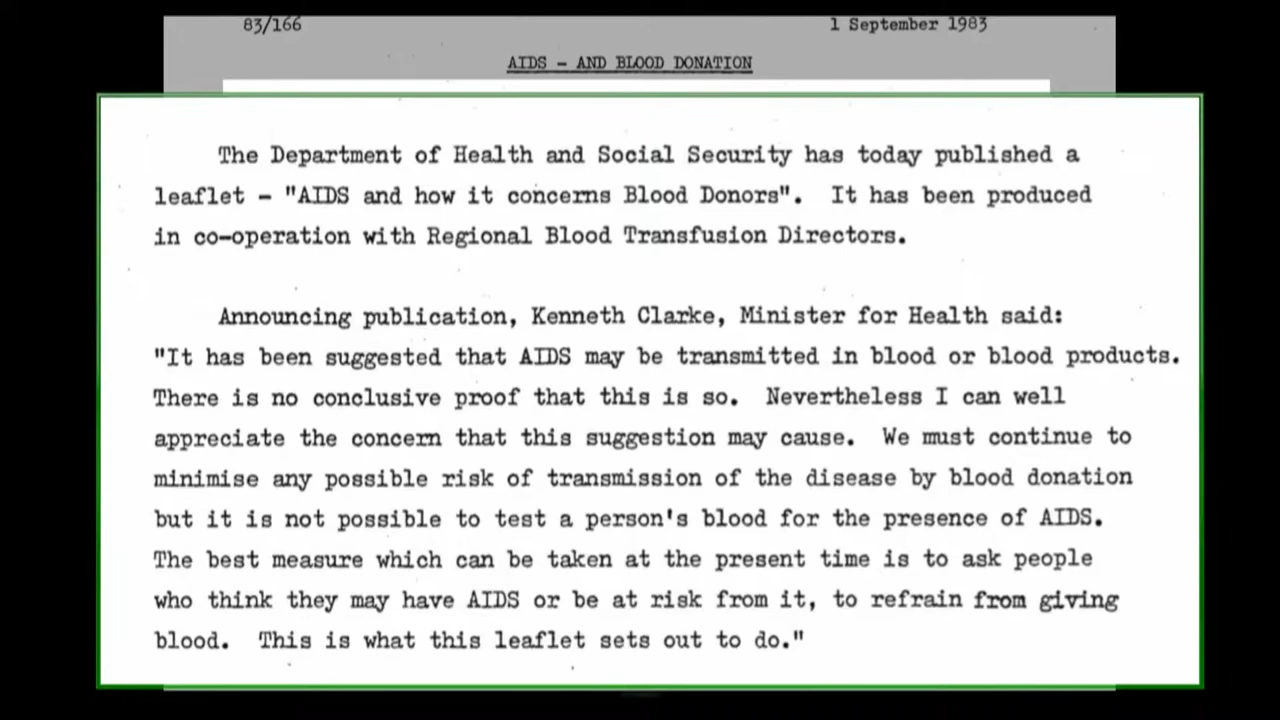 83/166 1 September 1983
AIDS - AND BLOOD DONATION
The Department of Health and Social Security has today published a
leaflet - "AIDS and how it concerns Blood Donors". It has been produced
in co-operation with Regional Blood Transfusion Directors.
Announcing publication, Kenneth Clarke, Minister for Health said:
"It has been suggested that AIDS may be transmitted in blood or blood products.
There is no conclusive proof that this is so. Nevertheless I can well
appreciate the concern that this suggestion may cause. We must continue to
minimise any possible risk of transmission of the disease by blood donation
but it is not possible to test a person's blood for the presence of AIDS.
The best measure which can be taken at the present time is to ask people
who think they may have AIDS or be at risk from it, to refrain from giving
blood. This is what this leaflet sets out to do."